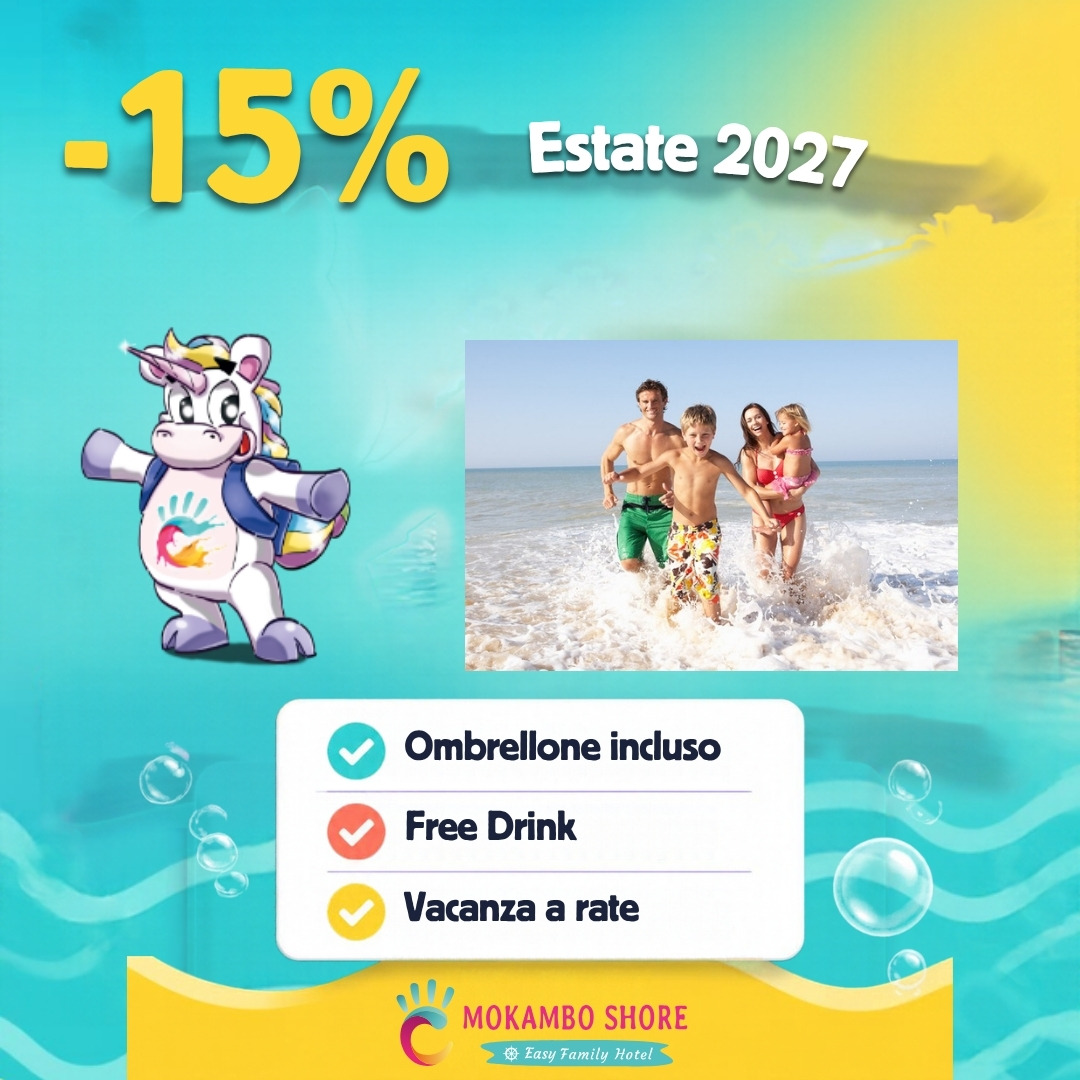 -15%
Estate 2027
Ombrellone incluso
Free Drink
Vacanza a rate
MOKAMBO SHORE
Easy Family Hotel